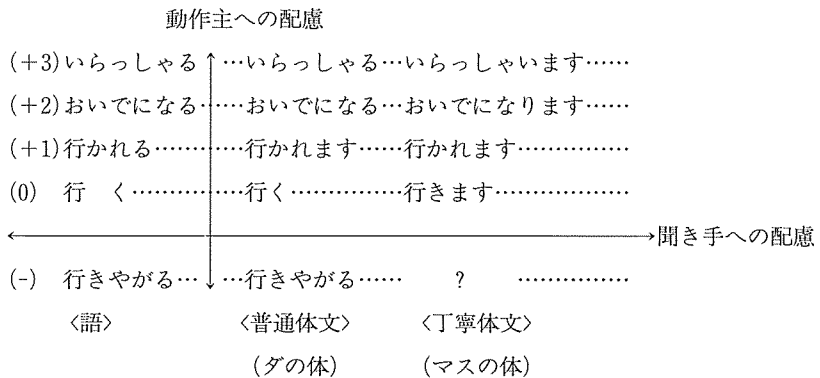 動作主への配慮
(+3)いらっしゃる…いらっしゃる…いらっしゃいます……
(+2)おいでになる……おいでになる…おいでになります……
(+1)行かれる…………行かれます……行かれます……………
(0) 行 く……………行く……………行きます………………
聞き手への配慮
(-) 行きやがる……行きやがる…… ? ……………
〈語〉 〈普通体文〉 〈丁寧体文〉
(ダの体) (マスの体)